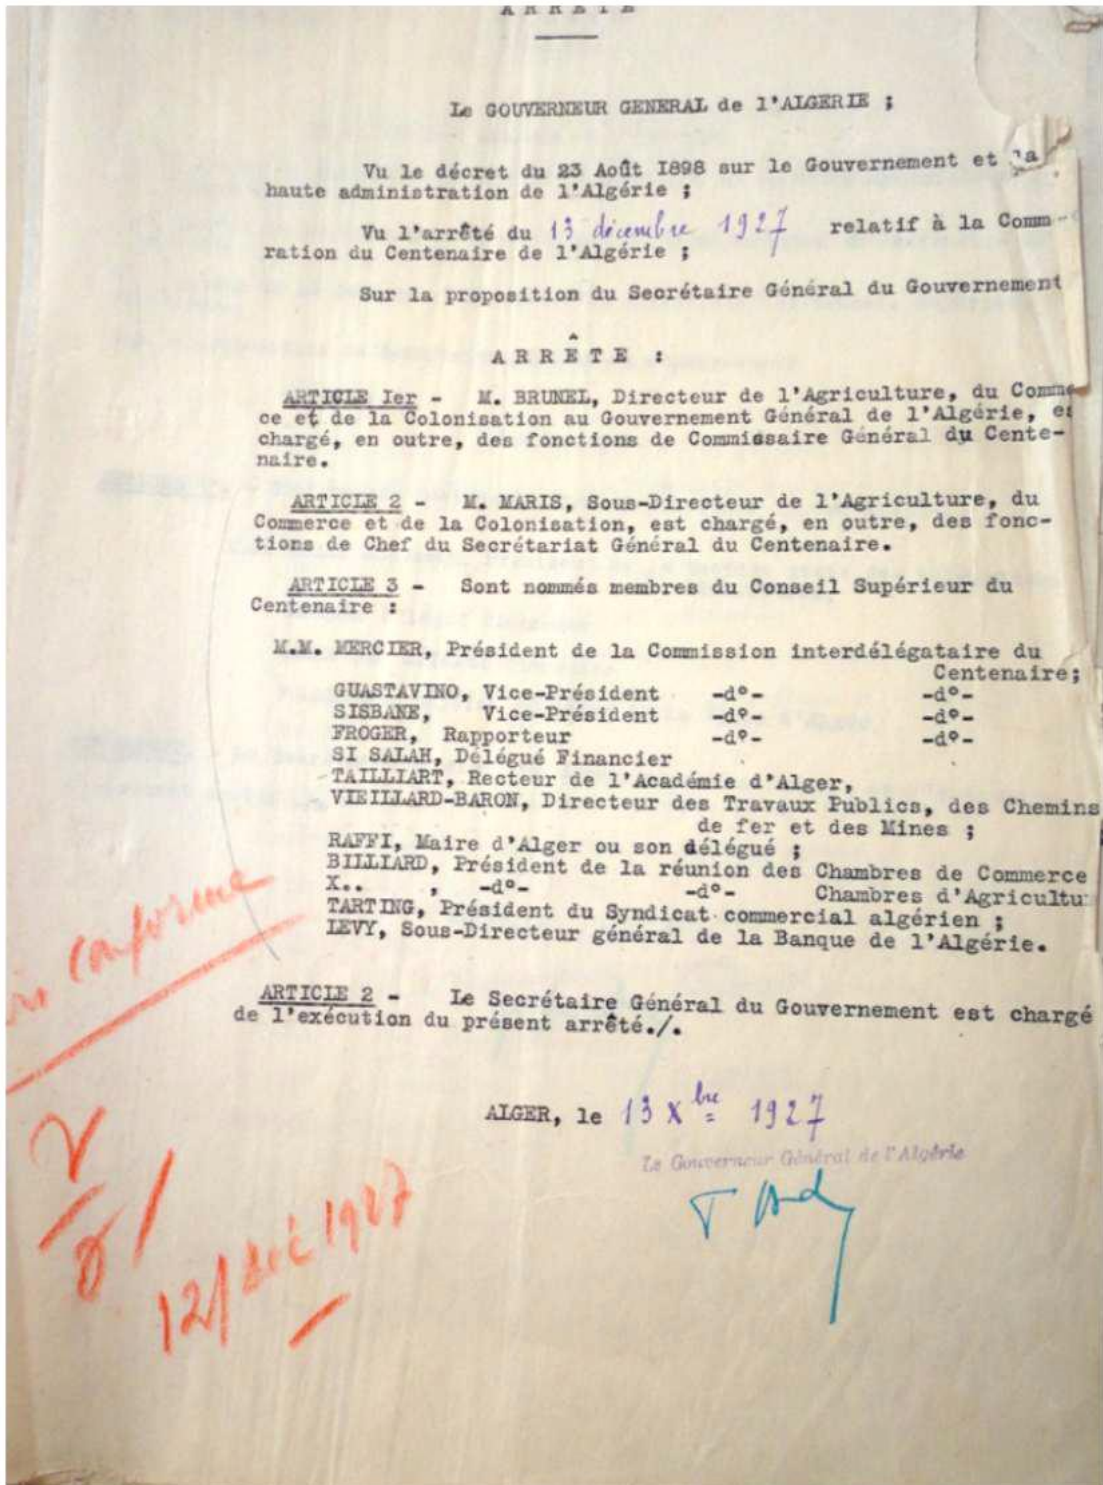 ARRETE
Le GOUVERNEUR GENERAL de l'ALGERIE ;
Vu le décret du 23 Août I898 sur le Gouvernement et la
haute administration de l'Algérie ;
Vu l'arrêté du 13 décembre 1927 relatif à la Comm-
ration du Centenaire de l'Algérie ;
Sur la proposition du Secrétaire Général du Gouvernement
ARRÊTE :
ARTICLE Ier - M. BRUNEL, Directeur de l'Agriculture, du Comme
ce et de la Colonisation au Gouvernement Général de l'Algérie, es
chargé, en outre, des fonctions de Commissaire Général du Cente-
naire.
ARTICLE 2 - M. MARIS, Sous-Directeur de l'Agriculture, du
Commerce et de la Colonisation, est chargé, en outre, des fonc-
tions de Chef du Secrétariat Général du Centenaire.
ARTICLE 3 - Sont nommés membres du Conseil Supérieur du
Centenaire :
M.M. MERCIER, Président de la Commission interdélégataire du
Centenaire;
GUASTAVINO, Vice-Président -d°- -d°-
SISBANE, Vice-Président -d°- -d°-
FROGER, Rapporteur -d°- -d°-
SI SALAH, Délégué Financier
TAILLIART, Recteur de l'Académie d'Alger,
VIEILLARD-BARON, Directeur des Travaux Publics, des Chemins
de fer et des Mines ;
RAFFI, Maire d'Alger ou son délégué ;
BILLIARD, Président de la réunion des Chambres de Commerce
X.. , -d°- -d°- Chambres d'Agricultu
TARTING, Président du Syndicat commercial algérien ;
LEVY, Sous-Directeur général de la Banque de l'Algérie.
conforme
ARTICLE 2 - Le Secrétaire Général du Gouvernement est chargé
de l'exécution du présent arrêté./.
ALGER, le 13 Xbre 1927
Le Gouverneur Général de l'Algérie
12/ déc 1927